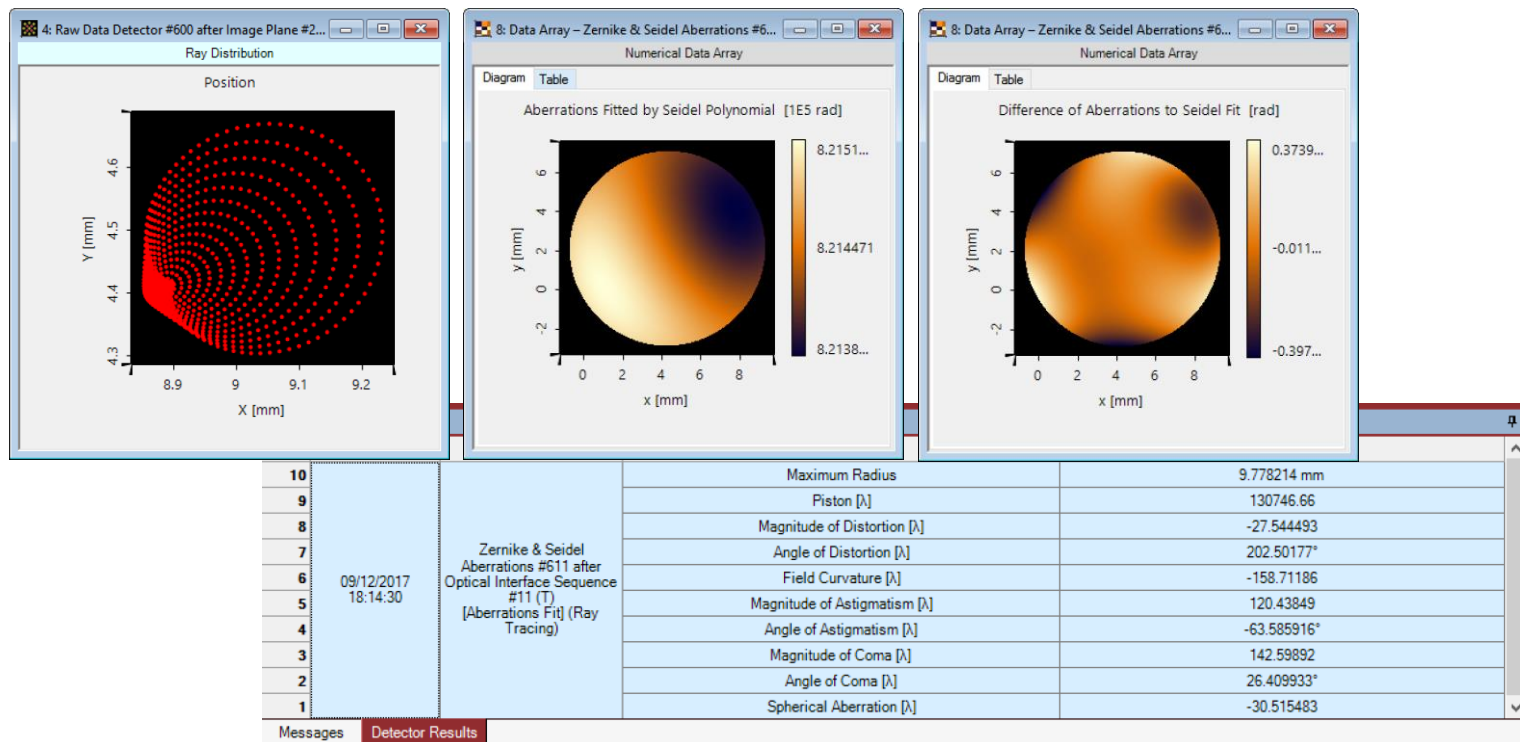 4: Raw Data Detector #600 after Image Plane #2...
Ray Distribution
Position
4.6
4.5
4.4
4.3
Y [mm]
8.9 9 9.1 9.2
X [mm]
8: Data Array – Zernike & Seidel Aberrations #6...
Numerical Data Array
Diagram Table
Aberrations Fitted by Seidel Polynomial [1E5 rad]
8.2151...
8.214471
8.2138...
6
4
2
0
-2
y [mm]
0 2 4 6 8
x [mm]
8: Data Array – Zernike & Seidel Aberrations #6...
Numerical Data Array
Diagram Table
Difference of Aberrations to Seidel Fit [rad]
0.3739...
-0.011...
-0.397...
6
4
2
0
-2
y [mm]
0 2 4 6 8
x [mm]
10 Maximum Radius 9.778214 mm
9 Piston [λ] 130746.66
8 Magnitude of Distortion [λ] -27.544493
7 Angle of Distortion [λ] 202.50177°
6 Field Curvature [λ] -158.71186
5 Magnitude of Astigmatism [λ] 120.43849
4 Angle of Astigmatism [λ] -63.585916°
3 Magnitude of Coma [λ] 142.59892
2 Angle of Coma [λ] 26.409933°
1 Spherical Aberration [λ] -30.515483
09/12/2017
18:14:30
Zernike & Seidel
Aberrations #611 after
Optical Interface Sequence
#11 (T)
[Aberrations Fit] (Ray
Tracing)
Messages Detector Results